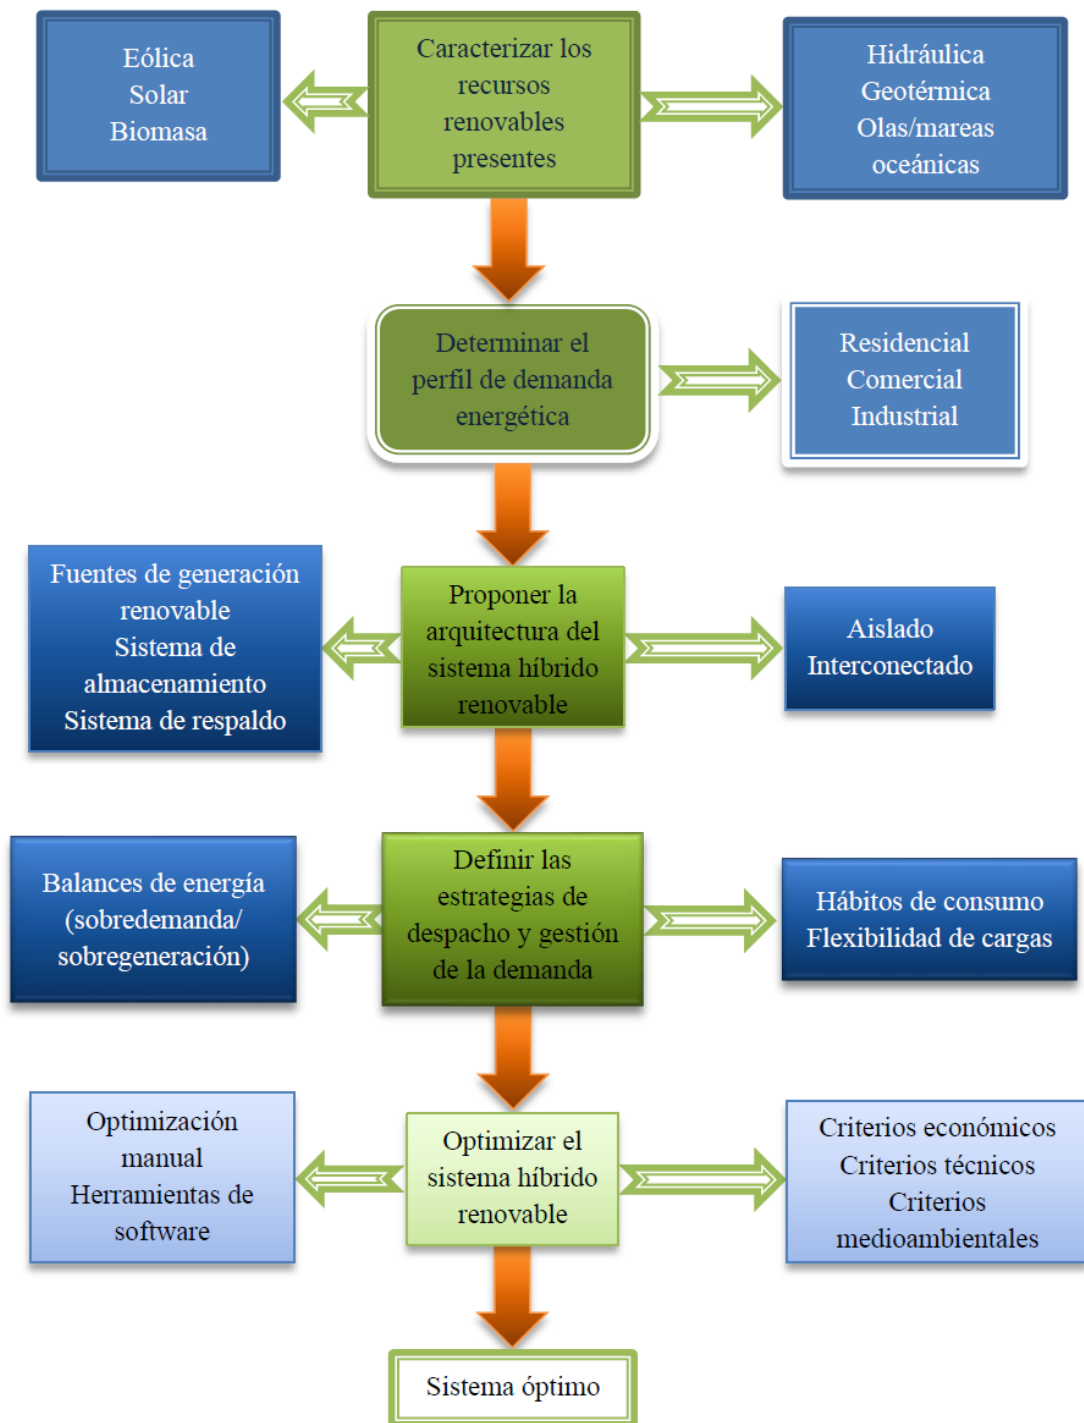 Eólica
Solar
Biomasa
Caracterizar los
recursos
renovables
presentes
Hidráulica
Geotérmica
Olas/mareas
oceánicas
Determinar el
perfil de demanda
energética
Residencial
Comercial
Industrial
Fuentes de generación
renovable
Sistema de
almacenamiento
Sistema de respaldo
Proponer la
arquitectura del
sistema híbrido
renovable
Aislado
Interconectado
Balances de energía
(sobredemanda/
sobregeneración)
Definir las
estrategias de
despacho y gestión
de la demanda
Hábitos de consumo
Flexibilidad de cargas
Optimización
manual
Herramientas de
software
Optimizar el
sistema híbrido
renovable
Criterios económicos
Criterios técnicos
Criterios
medioambientales
Sistema óptimo